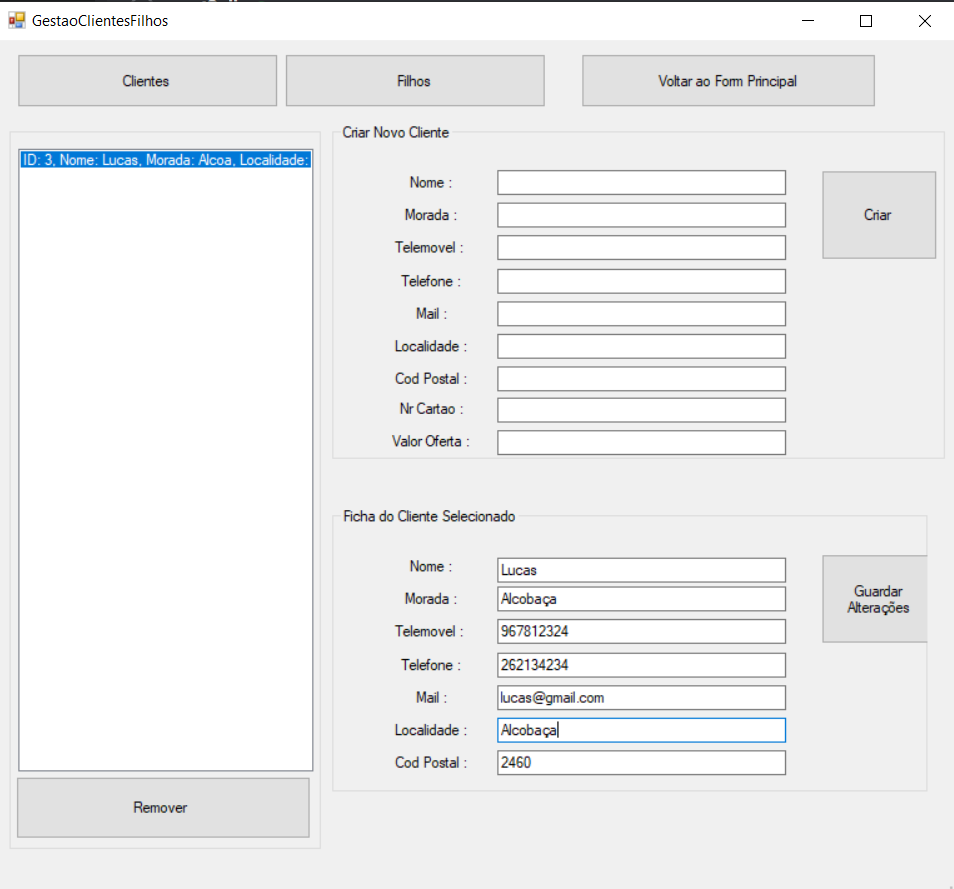 GestaoClientesFilhos
Clientes
Filhos
Voltar ao Form Principal
ID: 3, Nome: Lucas, Morada: Alcoa, Localidade:
Remover
Criar Novo Cliente
Nome :
Morada :
Telemovel :
Telefone :
Mail :
Localidade :
Cod Postal :
Nr Cartao :
Valor Oferta :
Criar
Ficha do Cliente Selecionado
Nome : Lucas
Morada : Alcobaça
Telemovel : 967812324
Telefone : 262134234
Mail : lucas@gmail.com
Localidade : Alcobaça
Cod Postal : 2460
Guardar
Alterações